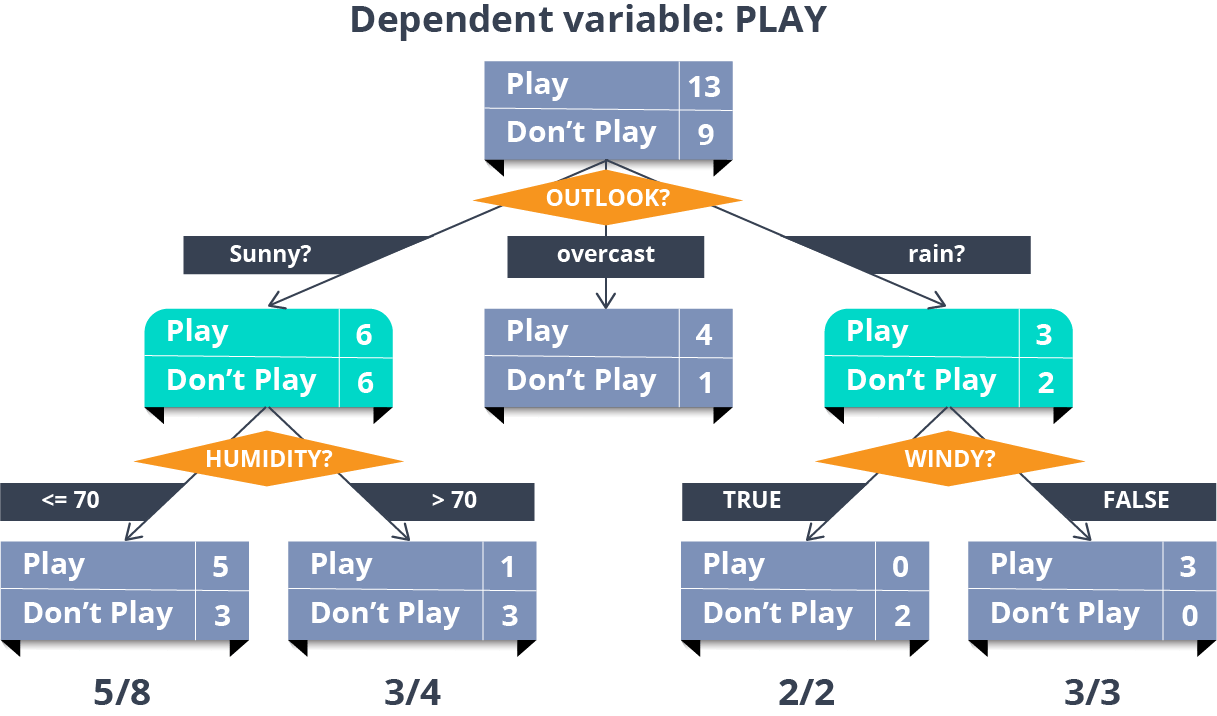 Dependent variable: PLAY
Play 13
Don’t Play 9
OUTLOOK?
Sunny? overcast rain?
Play 6 Play 4 Play 3
Don’t Play 6 Don’t Play 1 Don’t Play 2
HUMIDITY? WINDY?
<= 70 > 70 TRUE FALSE
Play 5 Play 1 Play 0 Play 3
Don’t Play 3 Don’t Play 3 Don’t Play 2 Don’t Play 0
5/8 3/4 2/2 3/3